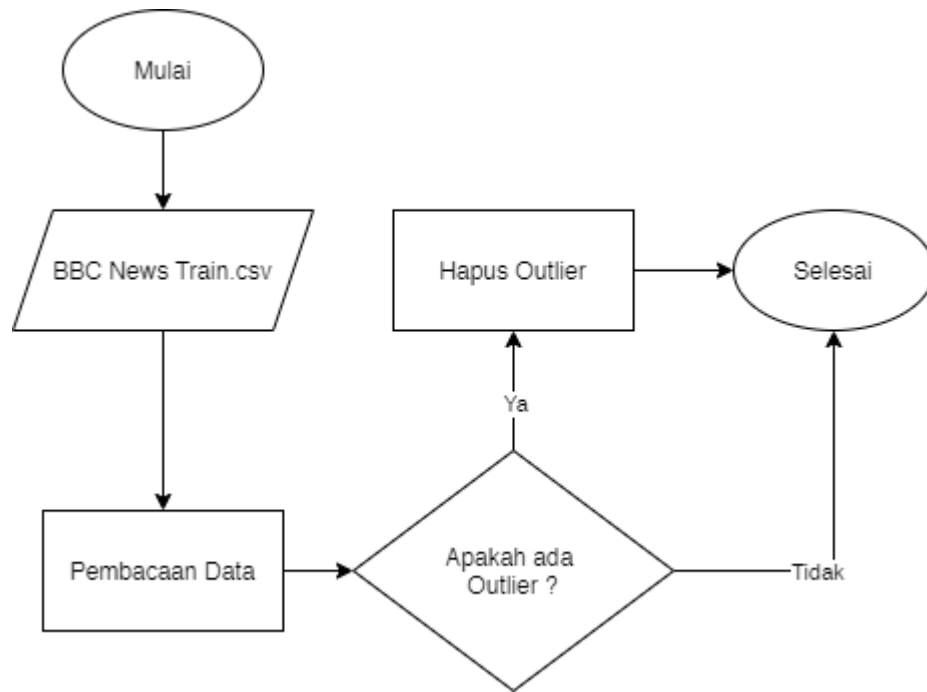 Mulai
BBC News Train.csv
Hapus Outlier
Selesai
Ya
Pembacaan Data
Apakah ada
Outlier ?
Tidak